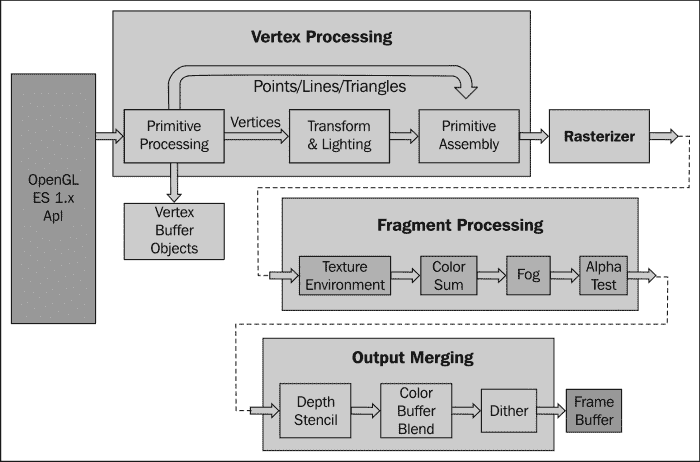 Vertex Processing
Points/Lines/Triangles
OpenGL
ES 1.x
ApI
Primitive
Processing
Vertices
Transform
& Lighting
Primitive
Assembly
Rasterizer
Vertex
Buffer
Objects
Fragment Processing
Texture
Environment
Color
Sum
Fog
Alpha
Test
Output Merging
Depth
Stencil
Color
Buffer
Blend
Dither
Frame
Buffer